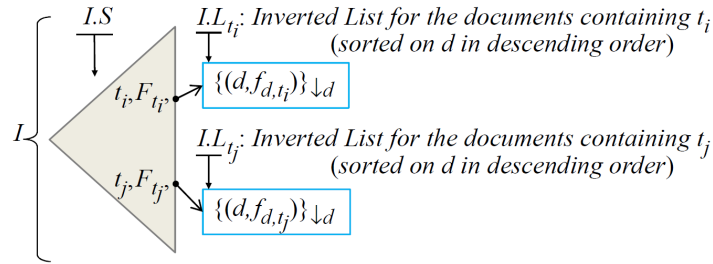 I.S
I.L_{t_i}: Inverted List for the documents containing t_i
(sorted on d in descending order)
t_i,F_{t_i},
{(d,f_{d,t_i})}_{↓d}
I
I.L_{t_j}: Inverted List for the documents containing t_j
(sorted on d in descending order)
t_j,F_{t_j},
{(d,f_{d,t_j})}_{↓d}